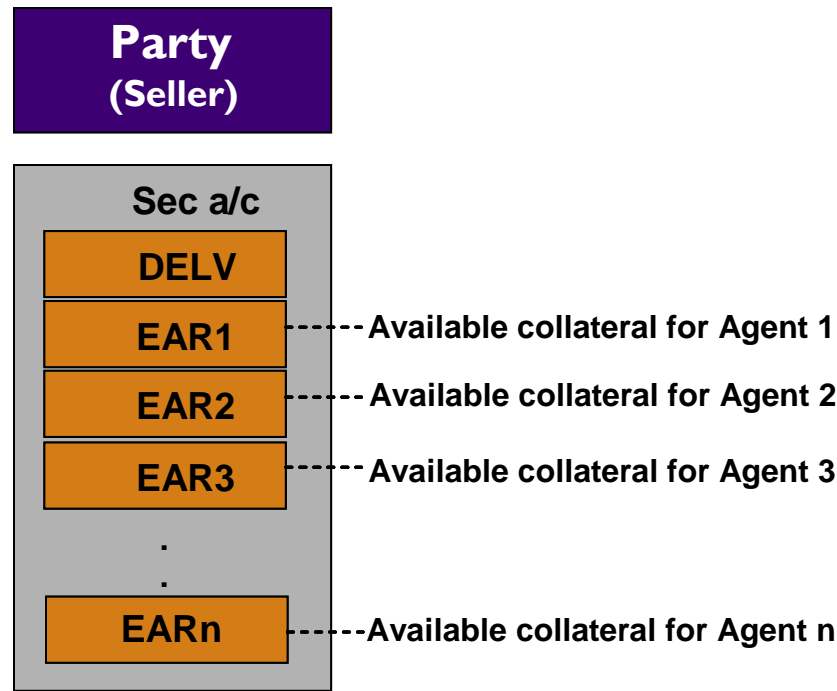 Party
(Seller)
Sec a/c
DELV
EAR1
Available collateral for Agent 1
EAR2
Available collateral for Agent 2
EAR3
Available collateral for Agent 3
.
.
EARn
Available collateral for Agent n